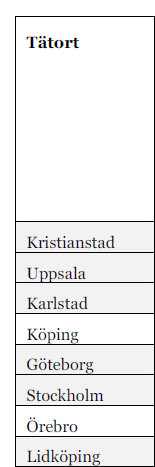 Tätort
Kristianstad
Uppsala
Karlstad
Köping
Göteborg
Stockholm
Örebro
Lidköping